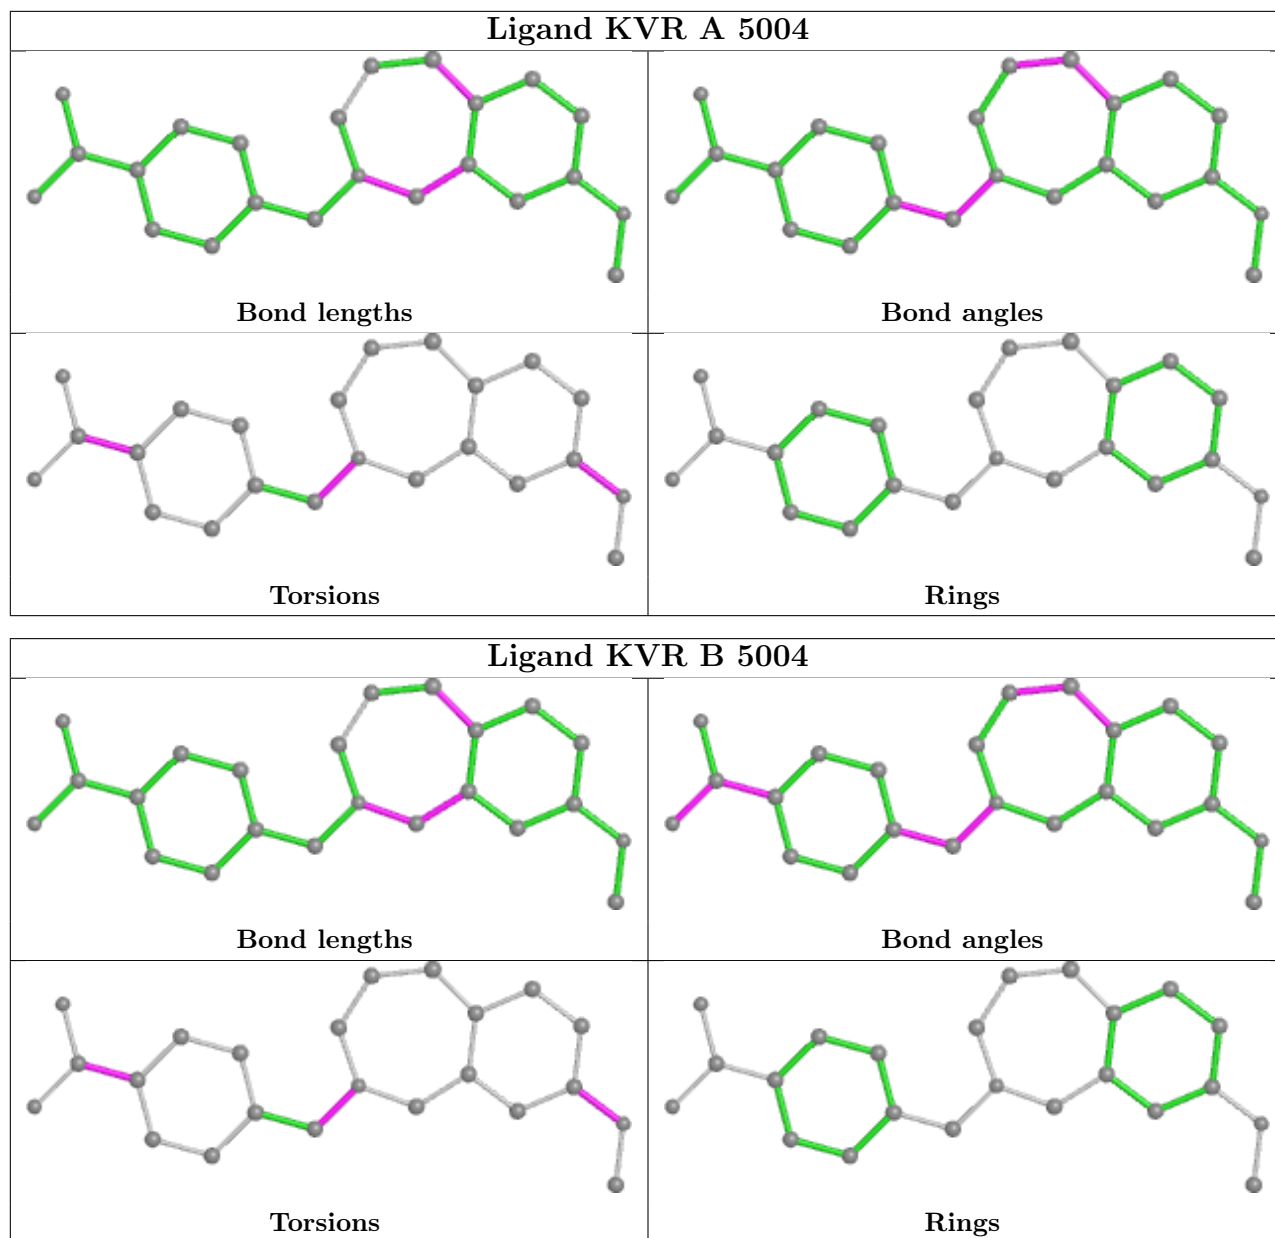 Ligand KVR A 5004
Bond lengths
Bond angles
Torsions
Rings
Ligand KVR B 5004
Bond lengths
Bond angles
Torsions
Rings